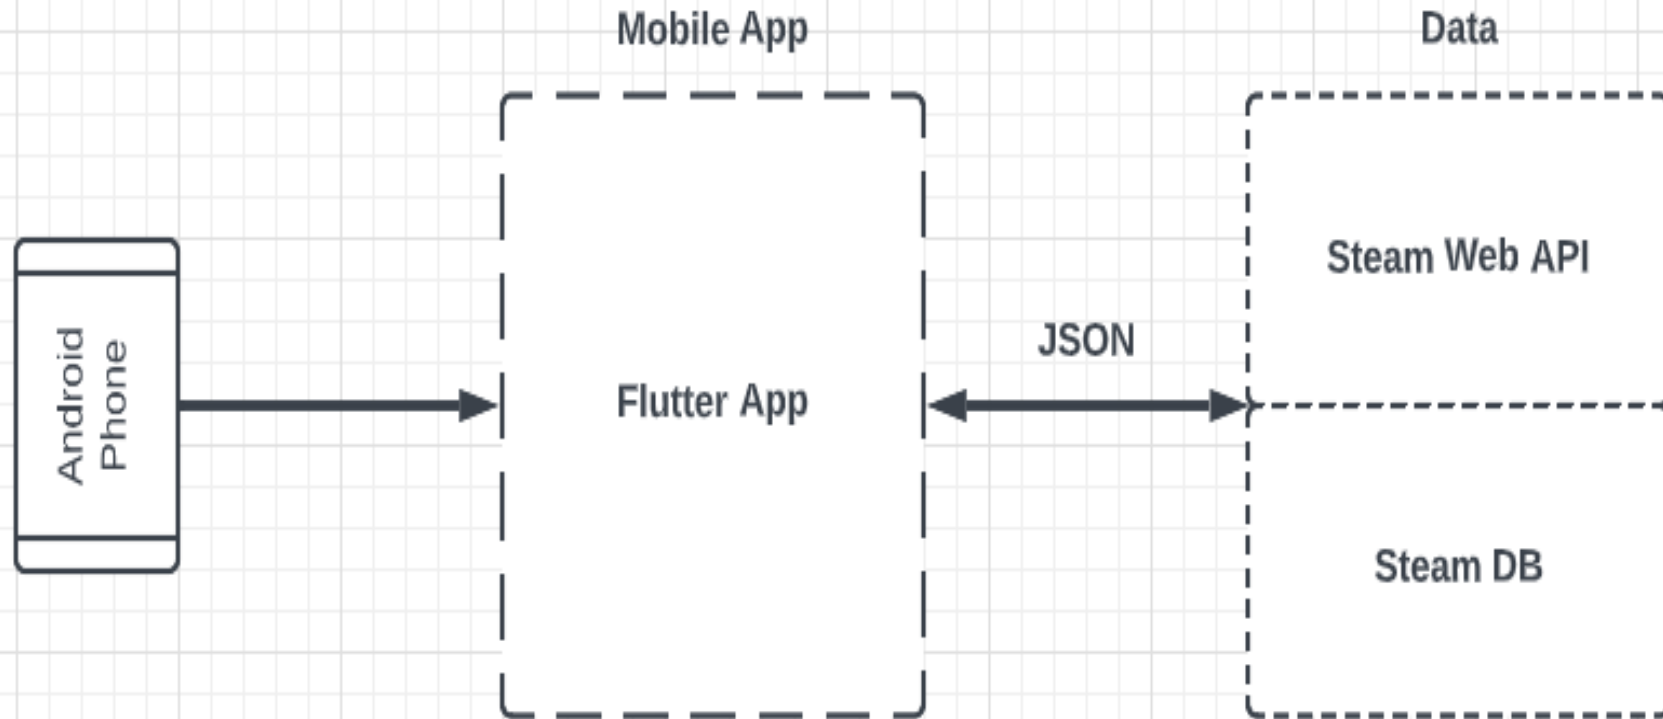 Mobile App
Data
Android
Phone
Flutter App
JSON
Steam Web API
Steam DB